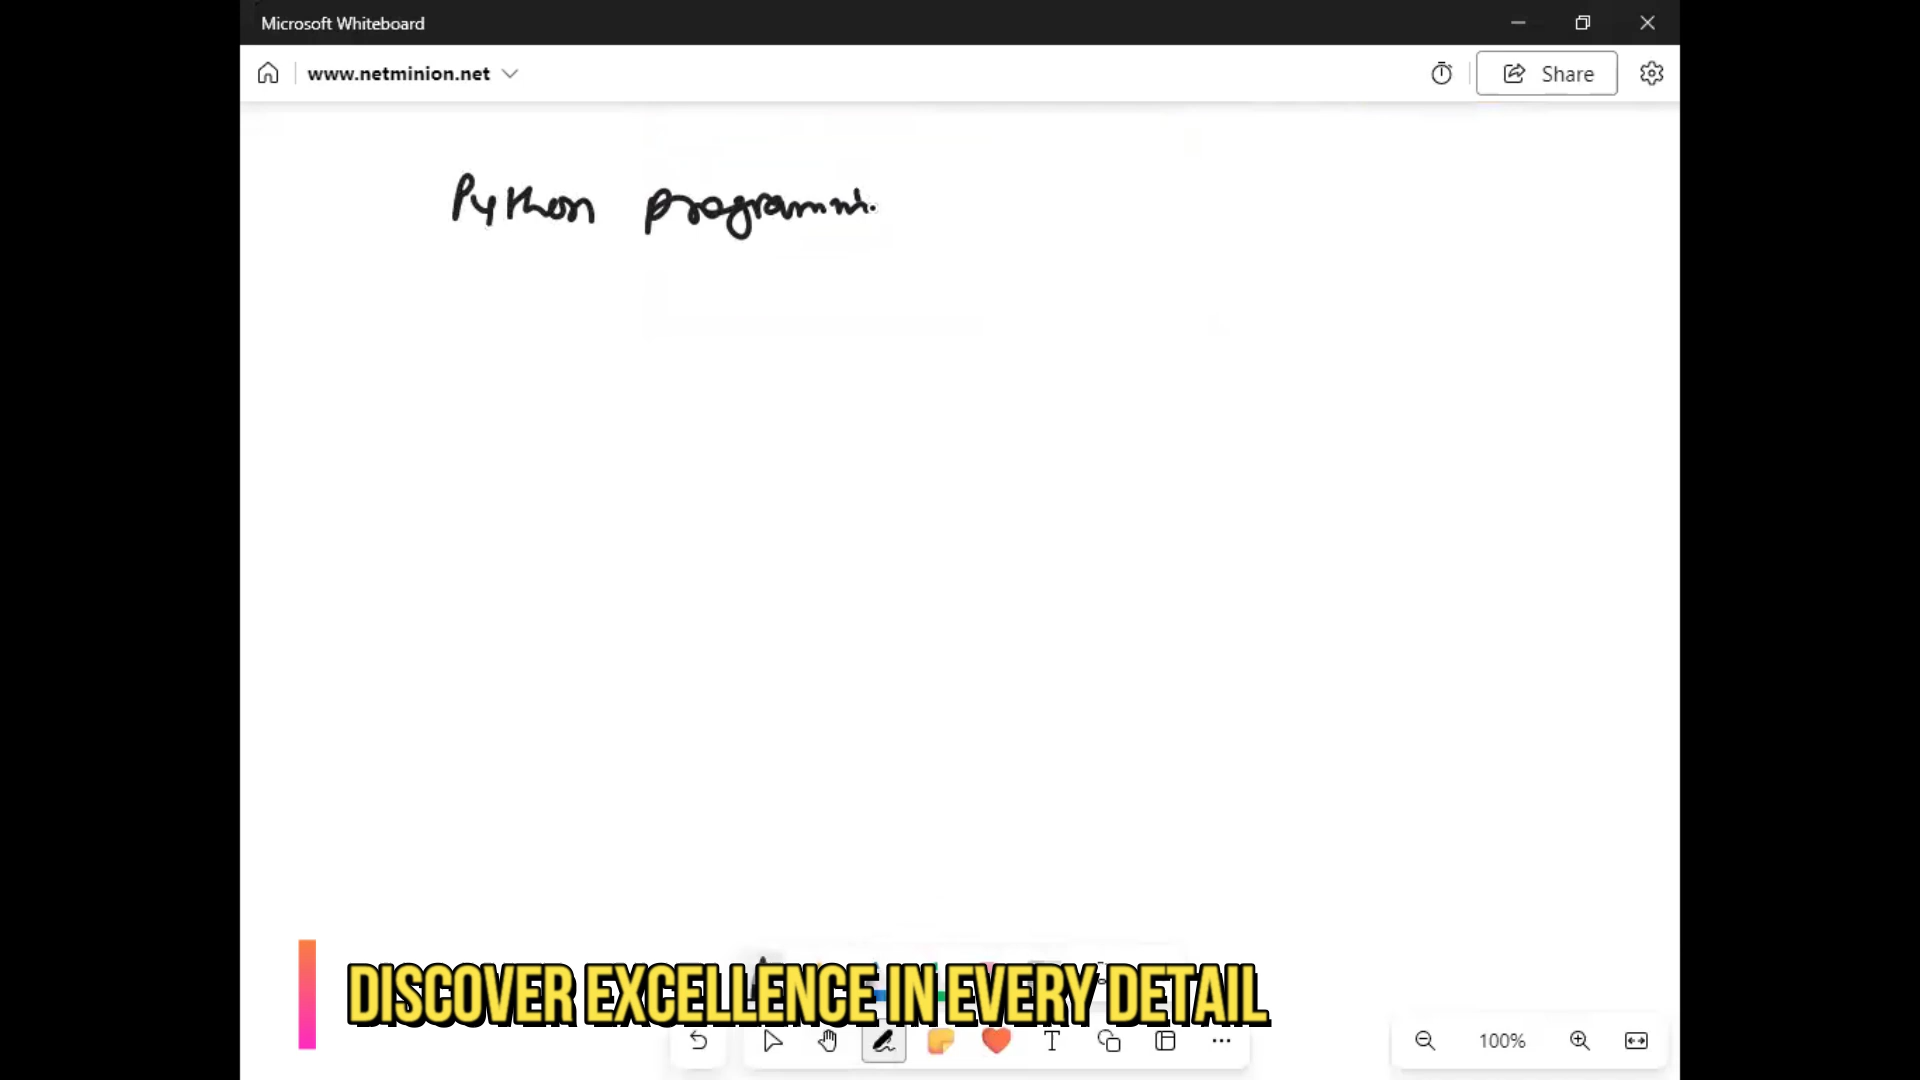 Microsoft Whiteboard
www.netminion.net
Share
Python programmi
DISCOVER EXCELLENCE IN EVERY DETAIL
100%